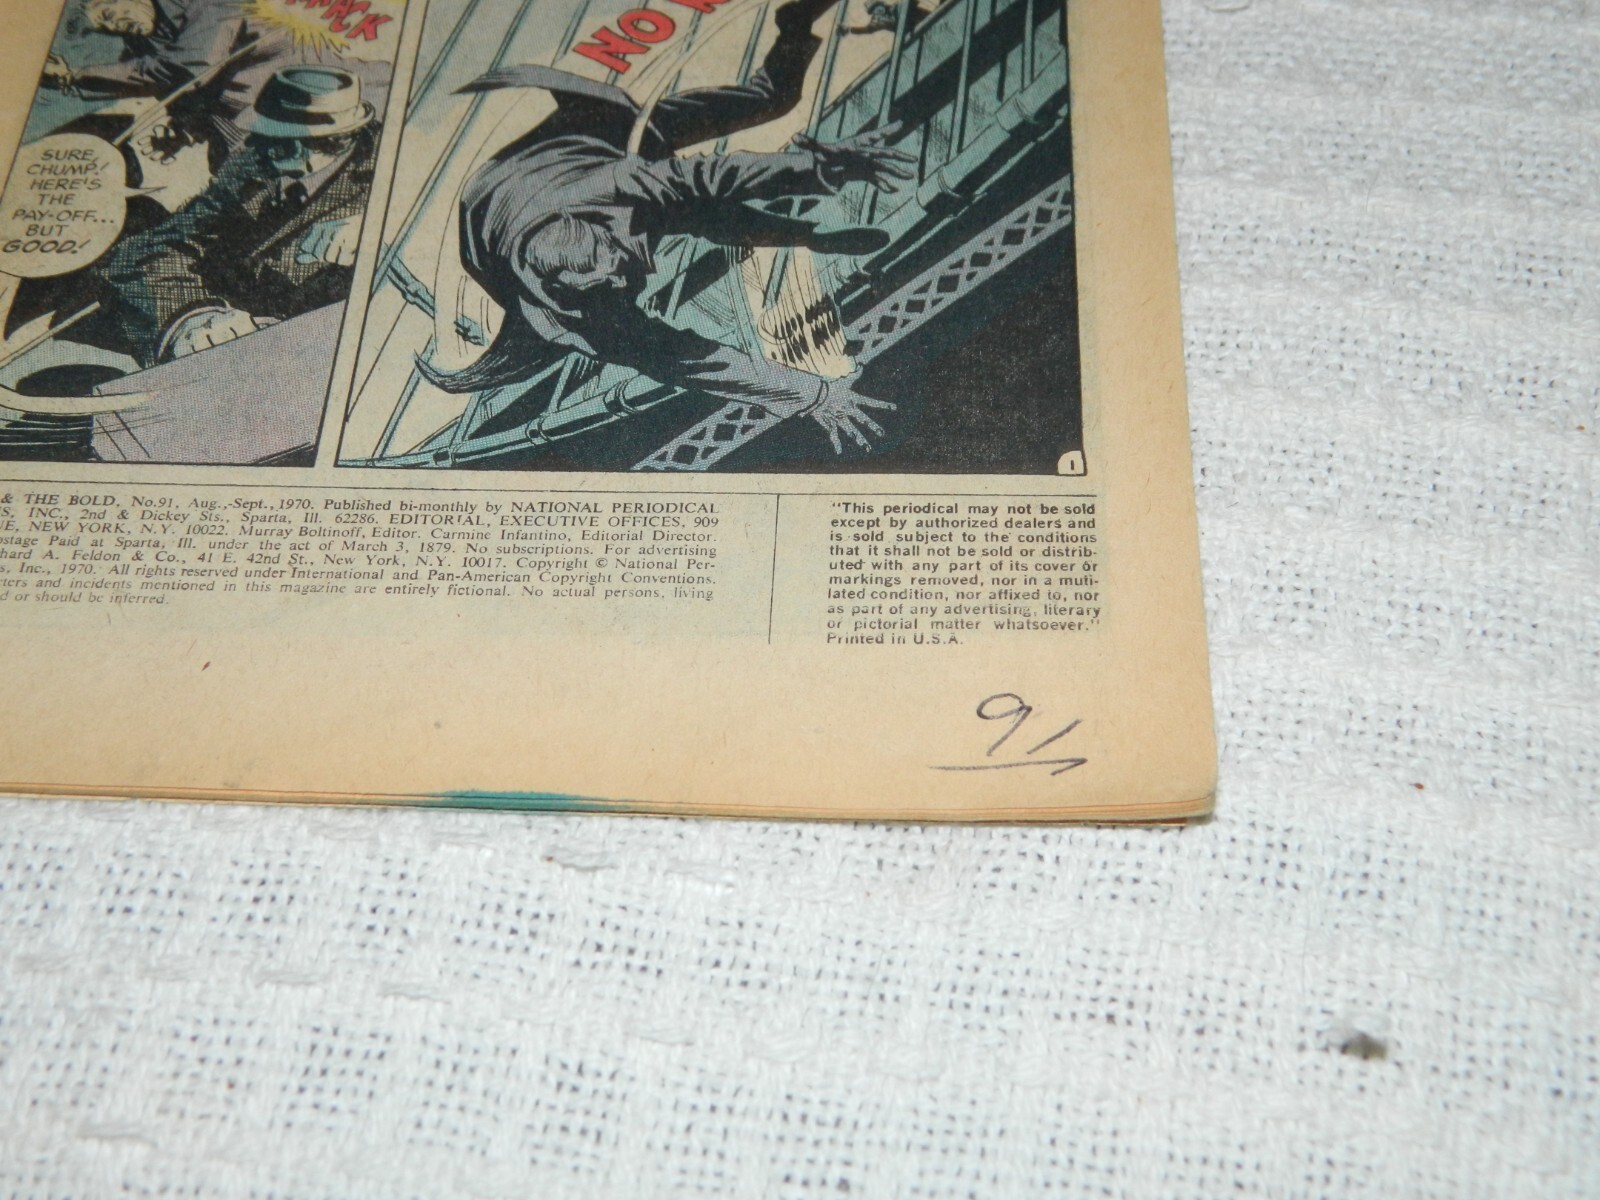 NO
SURE,
CHUMP!
HERE'S
THE
PAY-OFF...
BUT
GOOD!
1
& THE BOLD, No.91, Aug.,-Sept., 1970. Published bi-monthly by NATIONAL PERIODICAL
S, INC., 2nd & Dickey Sts., Sparta, Ill. 62286. EDITORIAL, EXECUTIVE OFFICES, 909
E, NEW YORK, N.Y. 10022. Murray Boltinoff, Editor. Carmine Infantino, Editorial Director.
stage Paid at Sparta, Ill. under the act of March 3, 1879. No subscriptions. For advertising
hard A. Feldon & Co., 41 E. 42nd St., New York, N.Y. 10017. Copyright © National Per-
s, Inc., 1970. All rights reserved under International and Pan-American Copyright Conventions.
ters and incidents mentioned in this magazine are entirely fictional. No actual persons, living
d or should be inferred.
"This periodical may not be sold
except by authorized dealers and
is sold subject to the conditions
that it shall not be sold or distrib-
uted with any part of its cover or
markings removed, nor in a muti-
lated condition, nor affixed to, nor
as part of any advertising, literary
or pictorial matter whatsoever."
Printed in U.S.A.
91